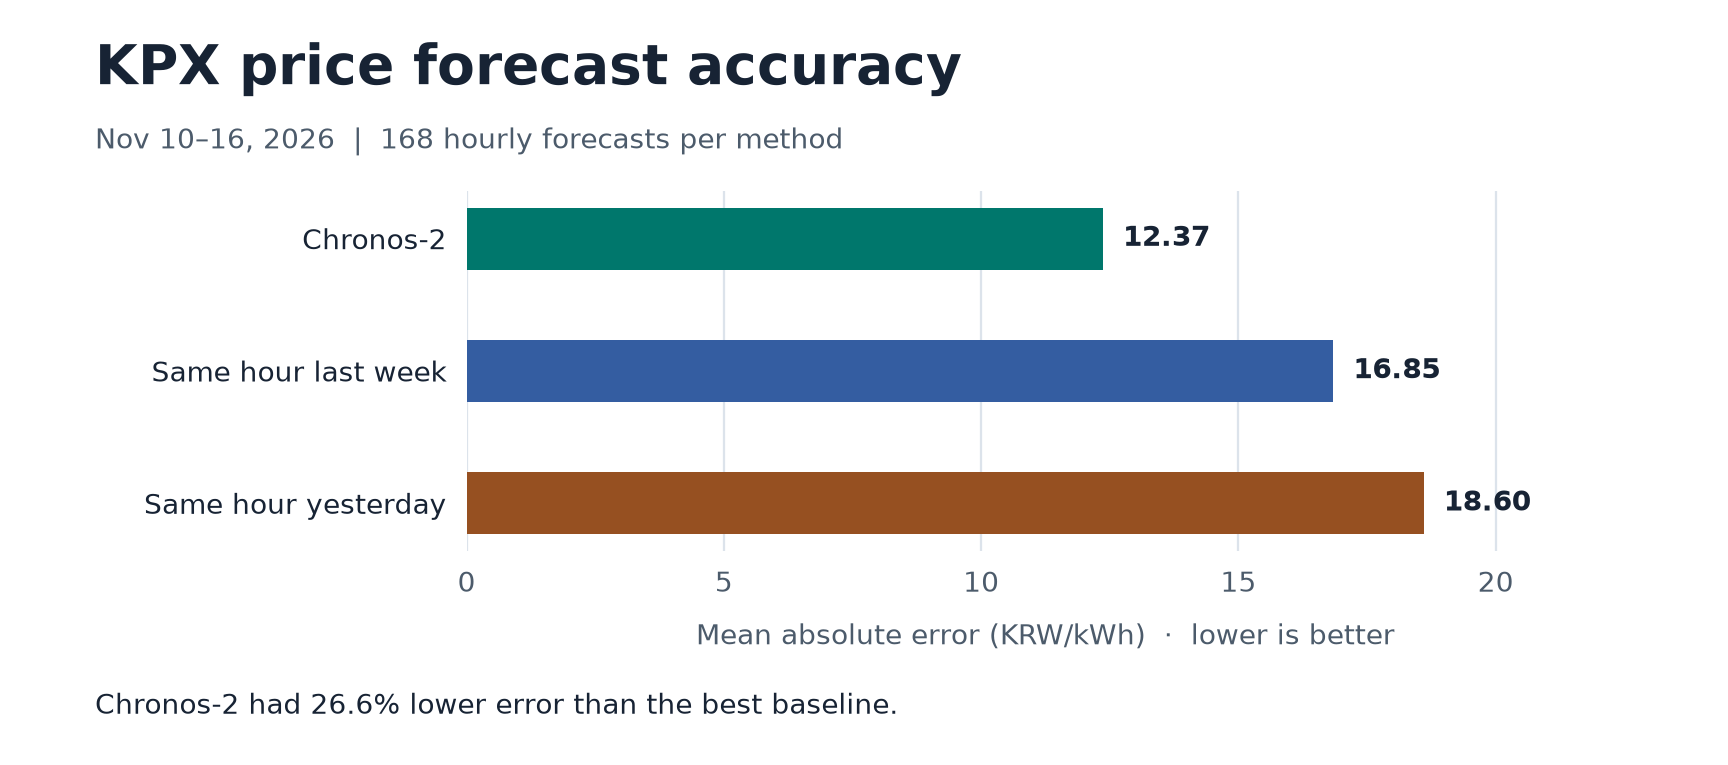 KPX price forecast accuracy
Nov 10–16, 2026 | 168 hourly forecasts per method
Chronos-2 12.37
Same hour last week 16.85
Same hour yesterday 18.60
0 5 10 15 20
Mean absolute error (KRW/kWh) · lower is better
Chronos-2 had 26.6% lower error than the best baseline.